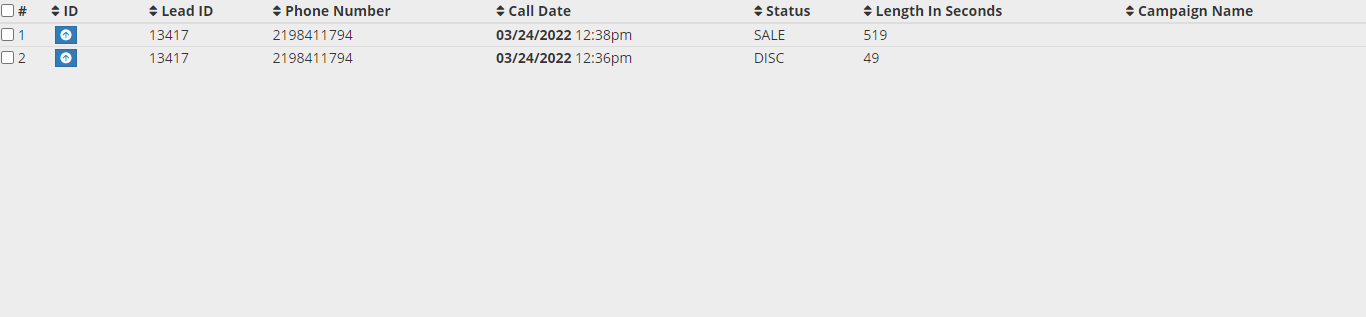 # ID Lead ID Phone Number Call Date Status Length In Seconds Campaign Name
1 13417 2198411794 03/24/2022 12:38pm SALE 519
2 13417 2198411794 03/24/2022 12:36pm DISC 49